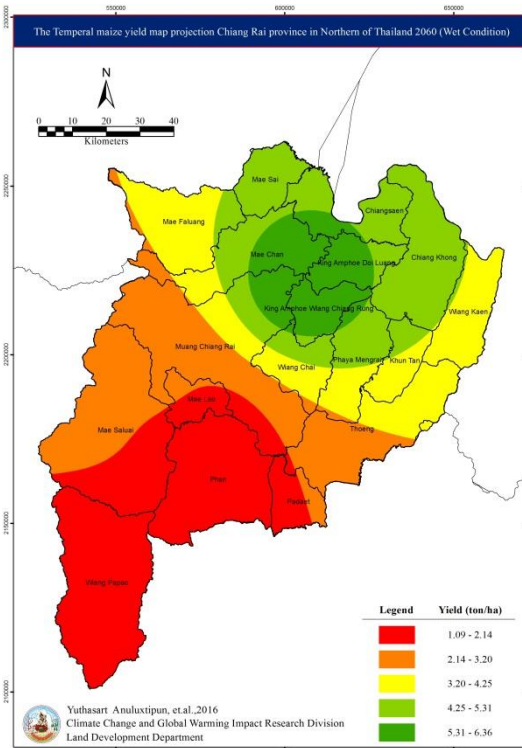 The Temperal maize yield map projection Chiang Rai province in Northern of Thailand 2060 (Wet Condition)
550000
600000
650000
2300000
2250000
2200000
2150000
2100000
N
0 10 20 30 40
Kilometers
Mae Sai
Chiangsaen
Mae Faluang
Mae Chan
King Amphoe Doi Luang
Chiang Khong
King Amphoe Wiang Chiang Rung
Wiang Kaen
Muang Chiang Rai
Phaya Mengrai
Khun Tan
Wiang Chai
Mae Lao
Mae Saluai
Thoeng
Phan
Padaet
Wiang Papao
Legend Yield (ton/ha)
1.09 - 2.14
2.14 - 3.20
3.20 - 4.25
4.25 - 5.31
5.31 - 6.36
Yuthasart Anuluxtipun, et.al.,2016
Climate Change and Global Warming Impact Research Division
Land Development Department